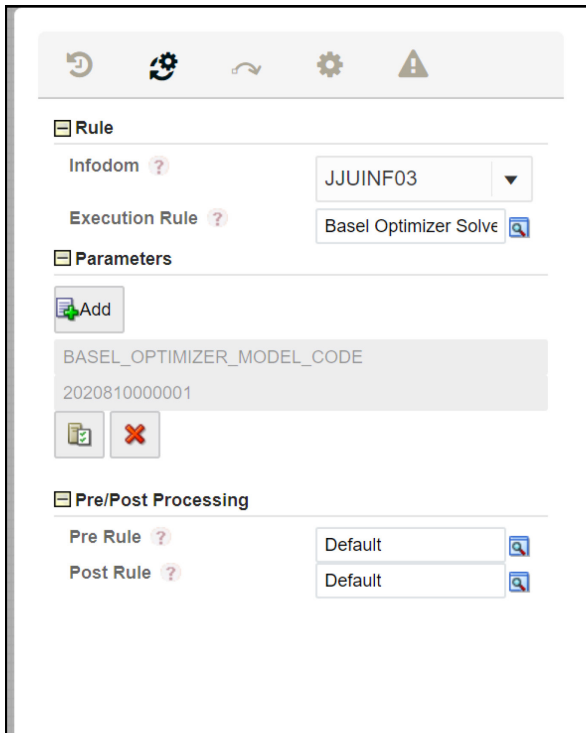 Rule
Infodom ?
JJUINF03
Execution Rule ?
Basel Optimizer Solve
Parameters
Add
BASEL_OPTIMIZER_MODEL_CODE
2020810000001
Pre/Post Processing
Pre Rule ?
Default
Post Rule ?
Default